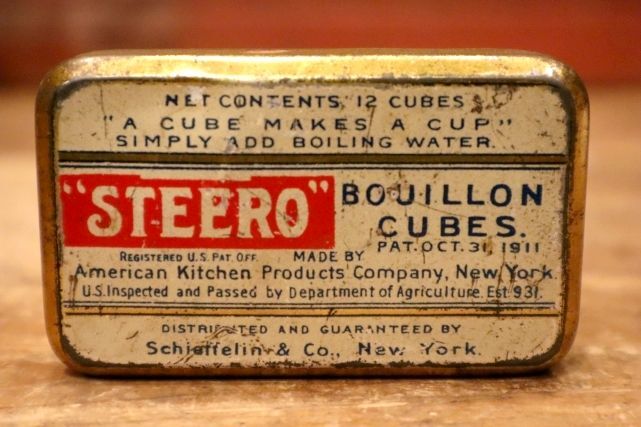 NET CONTENTS, 12 CUBES
"A CUBE MAKES A CUP"
SIMPLY ADD BOILING WATER.
"STEERO" BOUILLON CUBES.
PAT. OCT. 31, 1911
REGISTERED U.S. PAT. OFF. MADE BY
American Kitchen Products Company, New York.
U.S. Inspected and Passed by Department of Agriculture. Est. 931.
DISTRIBUTED AND GUARANTEED BY
Schieffelin & Co., New York.